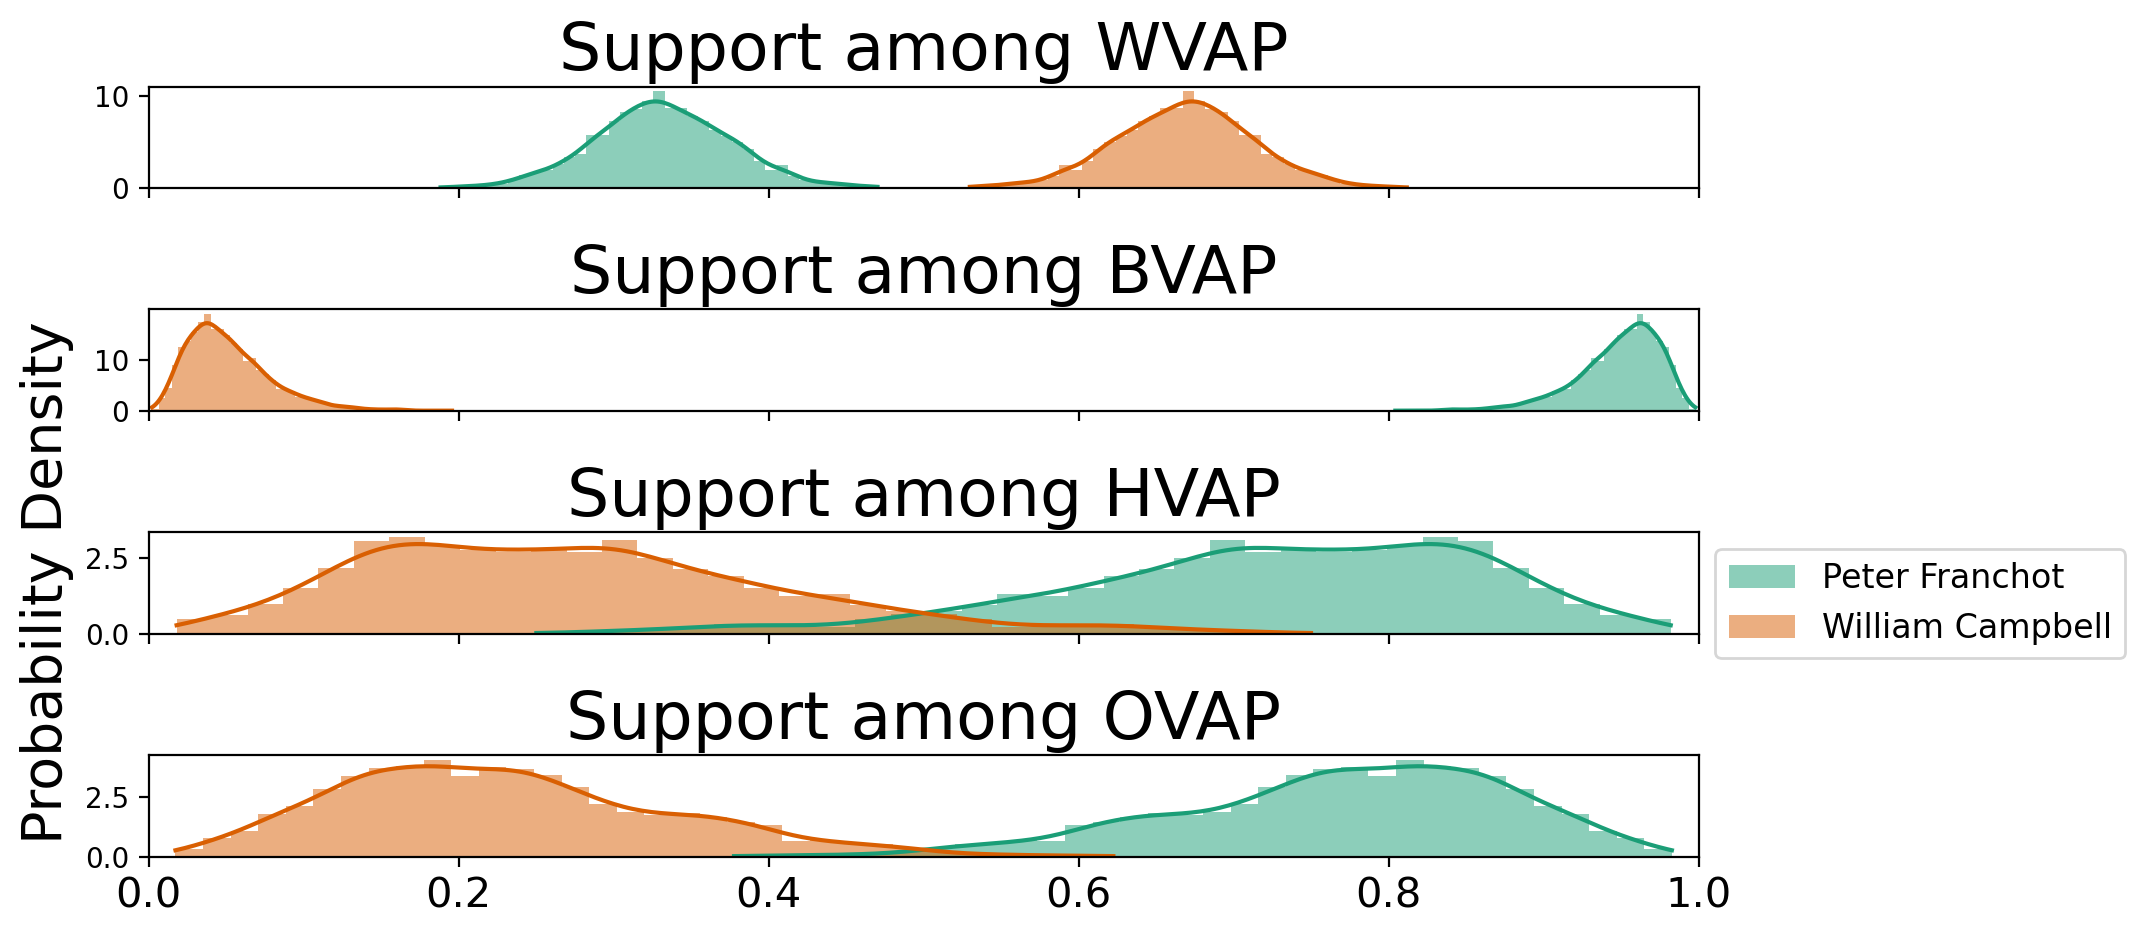 Support among WVAP
10
0
Support among BVAP
10
0
Support among HVAP
2.5
0.0
Support among OVAP
2.5
0.0
0.0 0.2 0.4 0.6 0.8 1.0
Probability Density
Peter Franchot
William Campbell